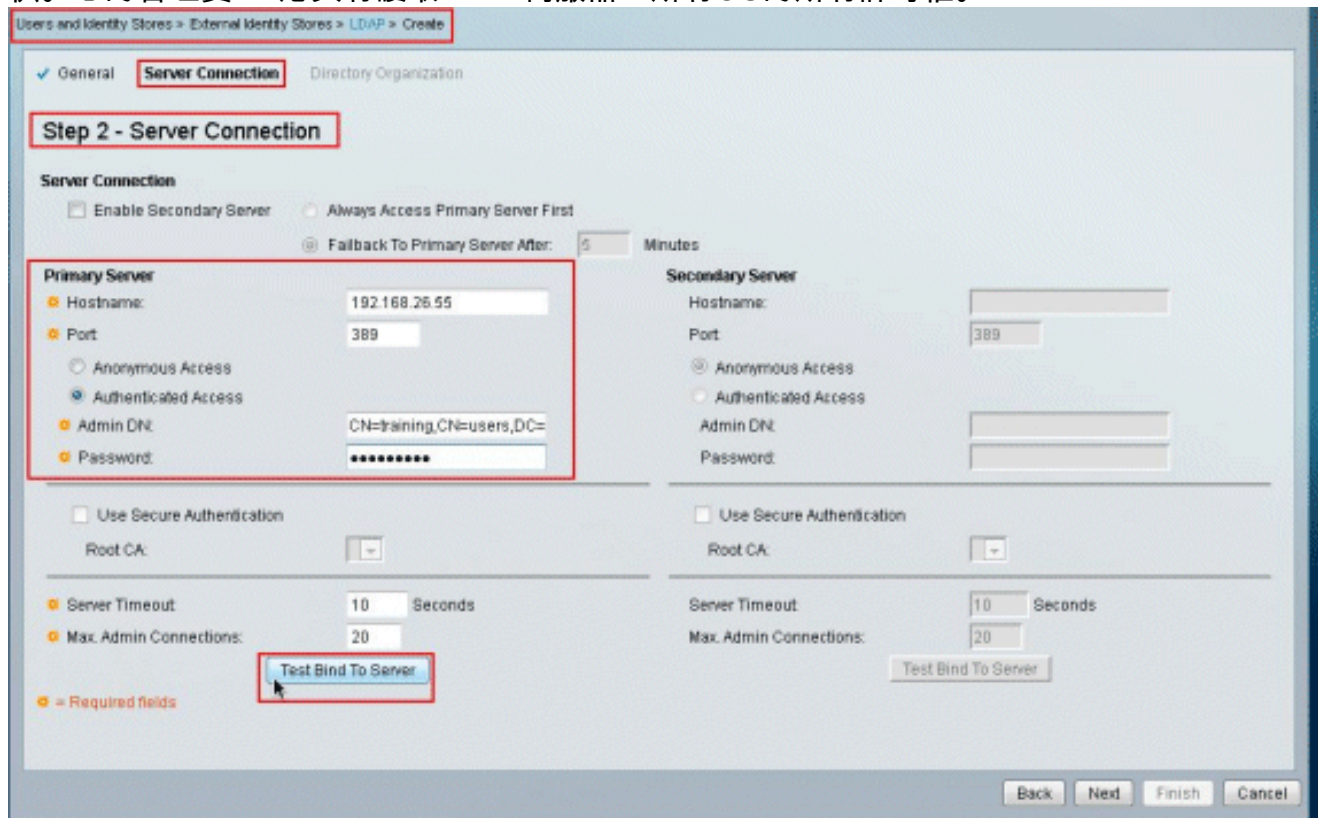 Users and Identity Stores > External Identity Stores > LDAP > Create
General Server Connection Directory Organization
Step 2 - Server Connection
Server Connection
Enable Secondary Server Always Access Primary Server First
Failback To Primary Server After: 5 Minutes
Primary Server Secondary Server
Hostname: 192.168.26.55 Hostname:
Port 389 Port 389
Anonymous Access Anonymous Access
Authenticated Access Authenticated Access
Admin DN: CN=training,CN=users,DC= Admin DN:
Password: ••••••••• Password:
Use Secure Authentication Use Secure Authentication
Root CA: Root CA:
Server Timeout 10 Seconds Server Timeout 10 Seconds
Max. Admin Connections: 20 Max. Admin Connections: 20
Test Bind To Server Test Bind To Server
= Required fields
Back Next Finish Cancel